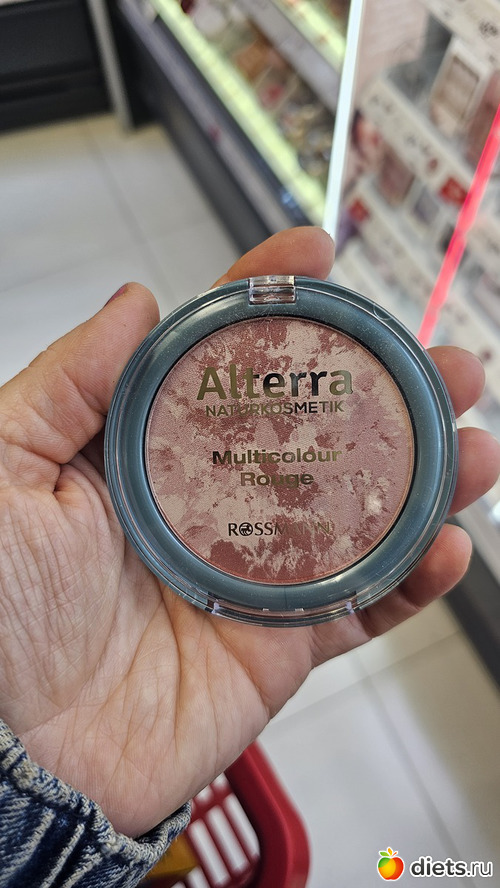 Alterra
NATURKOSMETIK
Multicolour
Rouge
ROSSMANN
diets.ru